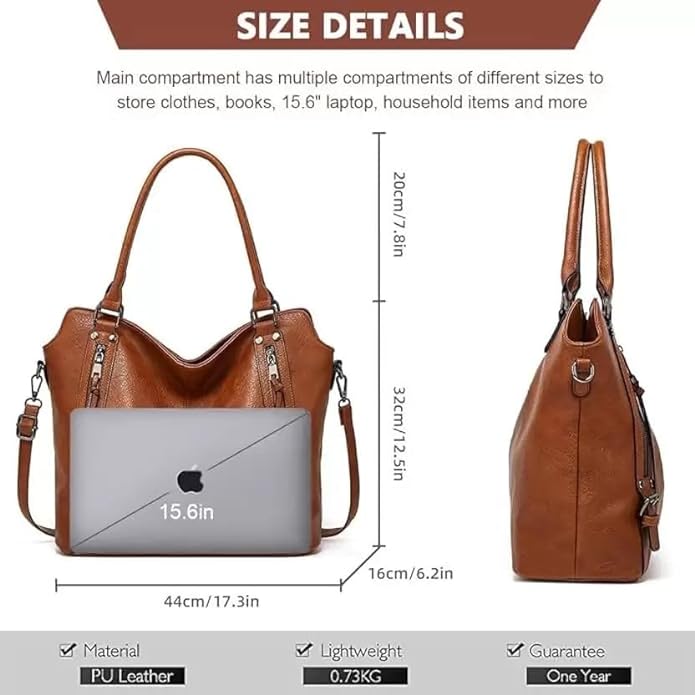 SIZE DETAILS
Main compartment has multiple compartments of different sizes to
store clothes, books, 15.6" laptop, household items and more
20cm/7.8in
32cm/12.5in
15.6in
16cm/6.2in
44cm/17.3in
Material
PU Leather
Lightweight
0.73KG
Guarantee
One Year